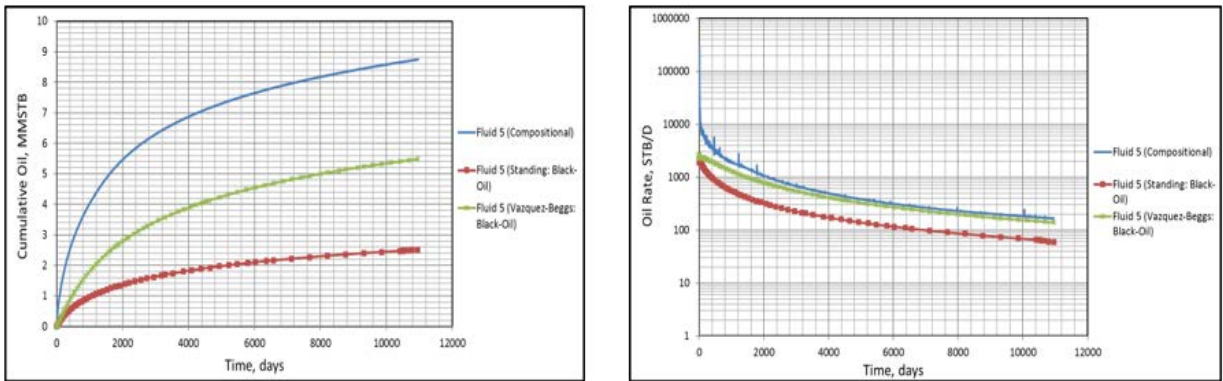 10
9
8
7
6
5
4
3
2
1
0
Cumulative Oil, MMSTB
0 2000 4000 6000 8000 10000 12000
Time, days
Fluid 5 (Compositional)
Fluid 5 (Standing: Black-
Oil)
Fluid 5 (Vazquez-Beggs:
Black-Oil)
1000000
100000
10000
1000
100
10
1
Oil Rate, STB/D
0 2000 4000 6000 8000 10000 12000
Time, days
Fluid 5 (Compositional)
Fluid 5 (Standing: Black-
Oil)
Fluid 5 (Vazquez-Beggs:
Black-Oil)